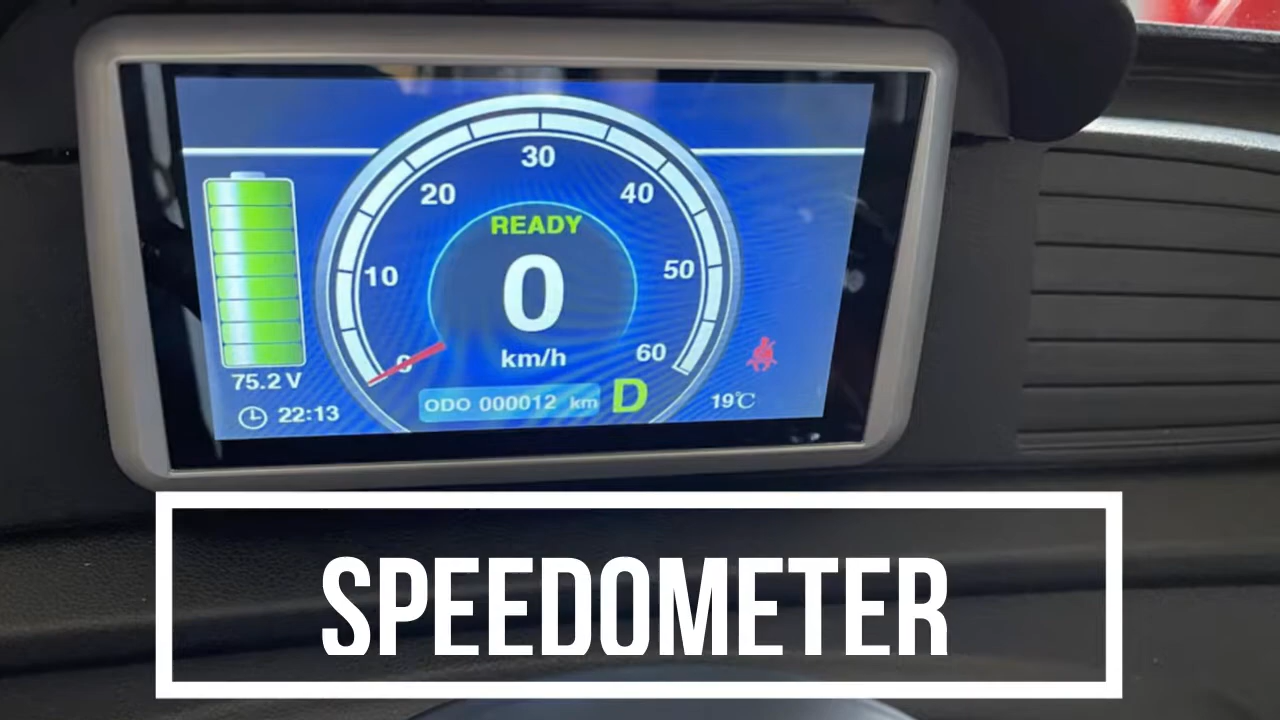 30
20
40
READY
10
0
50
km/h
60
0
75.2 V
ODO 000012 km
D
19℃
22:13
SPEEDOMETER